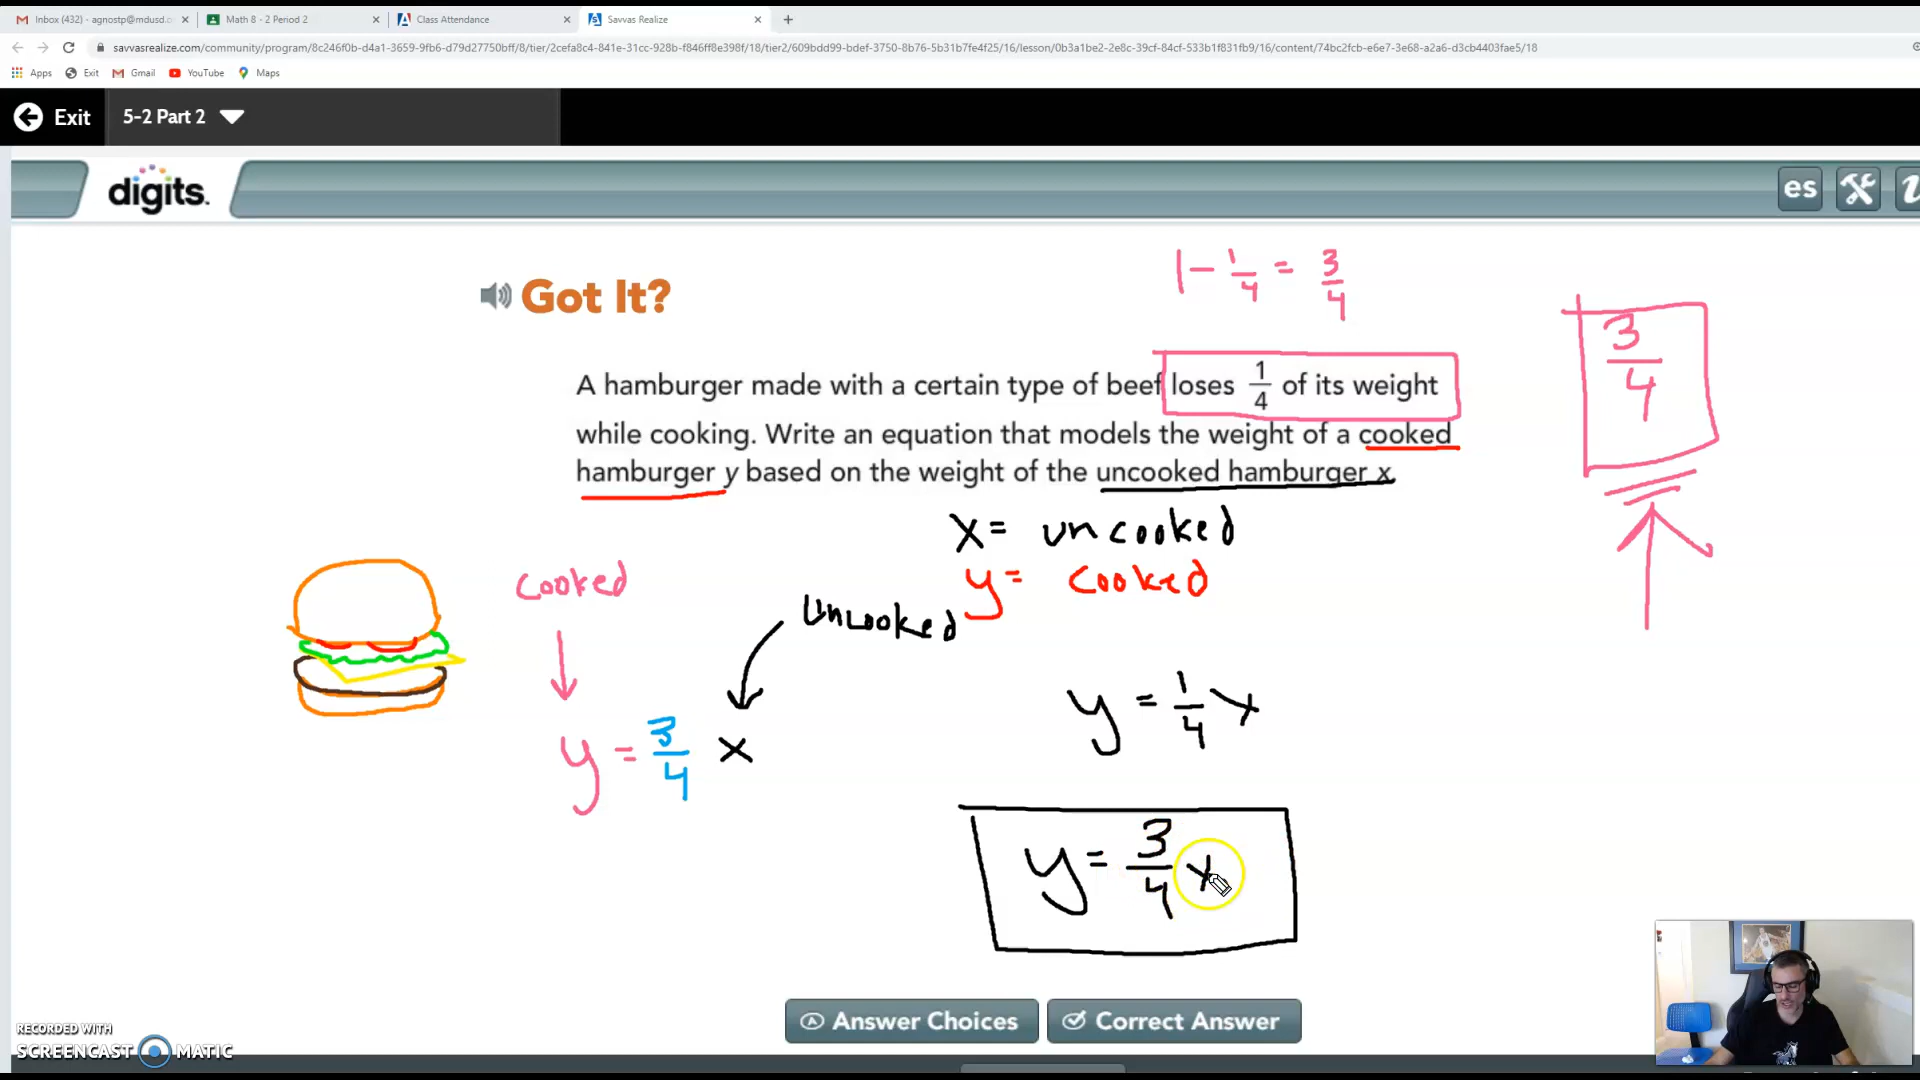 Inbox (432) - agnostp@mdusd.o
Math 8 - 2 Period 2
Class Attendance
Savvas Realize
savvasrealize.com/community/program/8c246f0b-d4a1-3659-9fb6-d79d27750bff/8/tier/2cefa8c4-841e-31cc-928b-f846ff8e398f/18/tier2/609bdd99-bdef-3750-8b76-5b31b7fe4f25/16/lesson/0b3a1be2-2e8c-39cf-84cf-533b1f831fb9/16/content/74bc2fcb-e6e7-3e68-a2a6-d3cb4403fae5/18
Apps Exit Gmail YouTube Maps
Exit 5-2 Part 2
digits.
es
1 - 1/4 = 3/4
Got It?
3/4
A hamburger made with a certain type of beef loses 1/4 of its weight
while cooking. Write an equation that models the weight of a cooked
hamburger y based on the weight of the uncooked hamburger x
x = uncooked
y = cooked
cooked
Uncooked
y = 3/4 x
y = 1/4 x
y = 3/4 x
Answer Choices
Correct Answer
RECORDED WITH
SCREENCAST MATIC